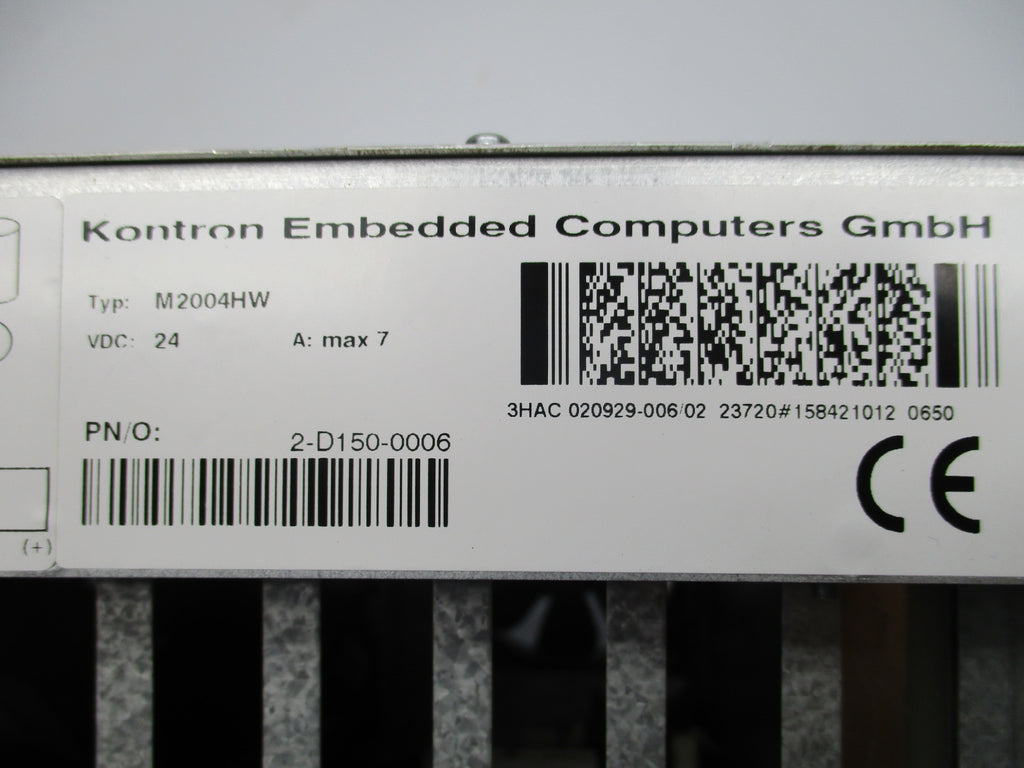 Kontron Embedded Computers GmbH
Typ: M2004HW
VDC: 24 A: max 7
3HAC 020929-006/02 23720#158421012 0650
PN/O: 2-D150-0006
CE
(+)